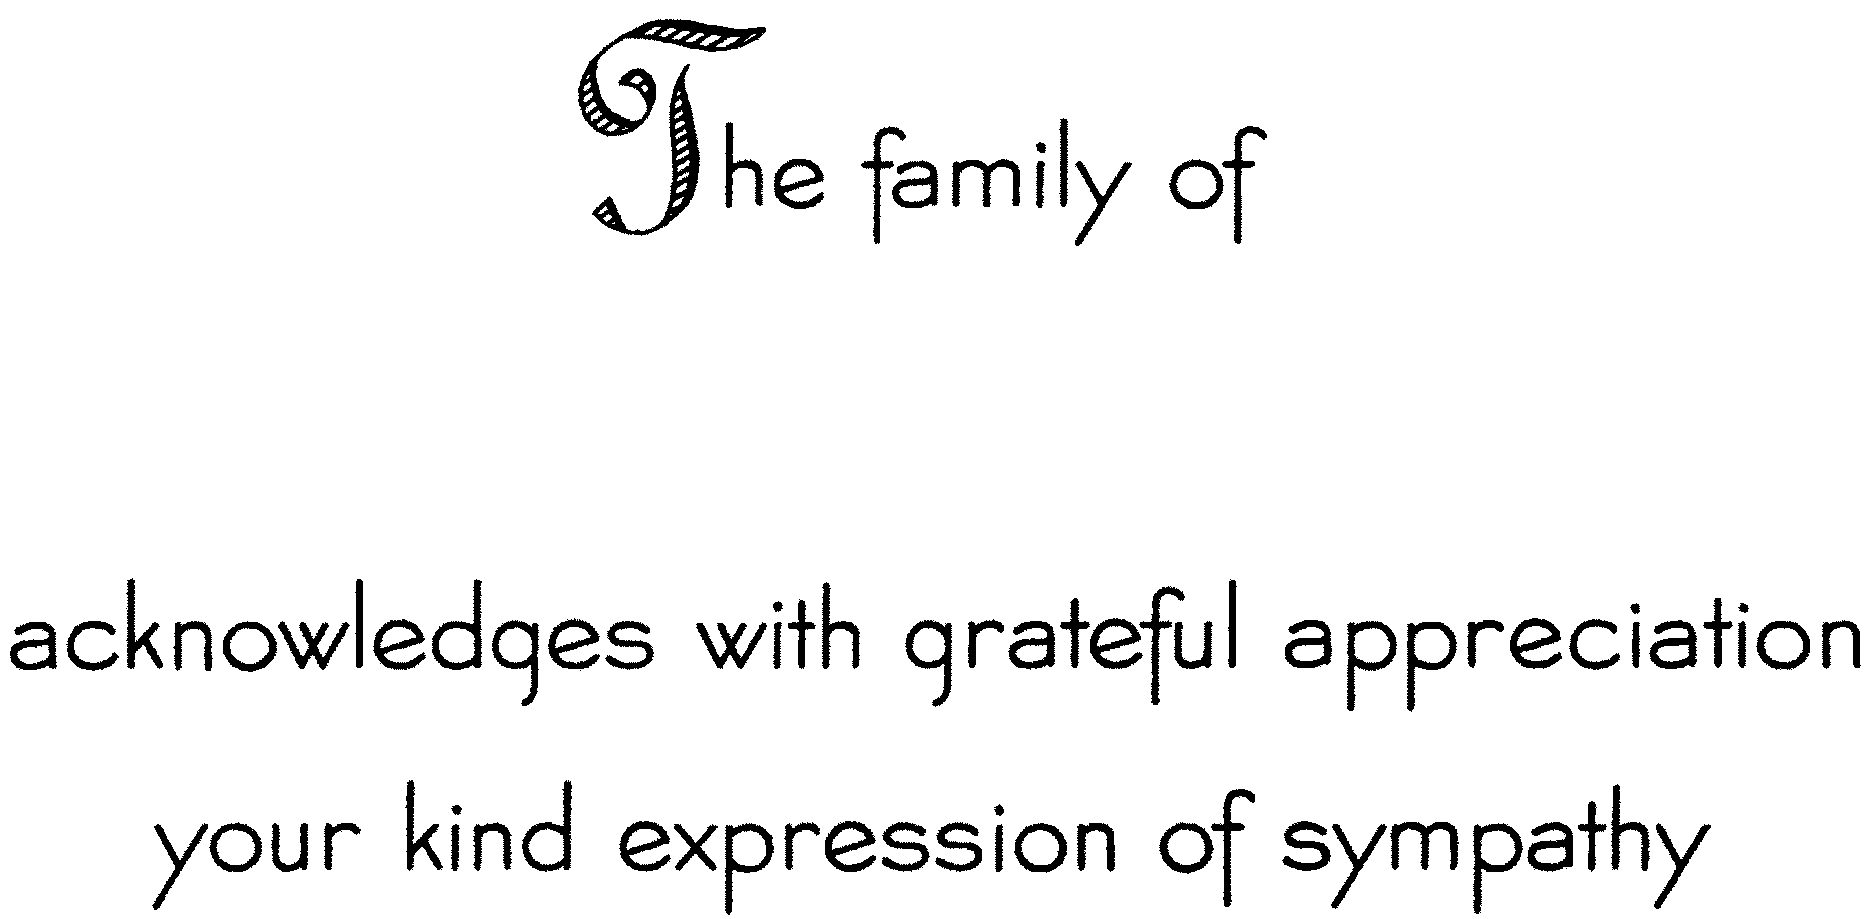 The family of
acknowledges with grateful appreciation
your kind expression of sympathy